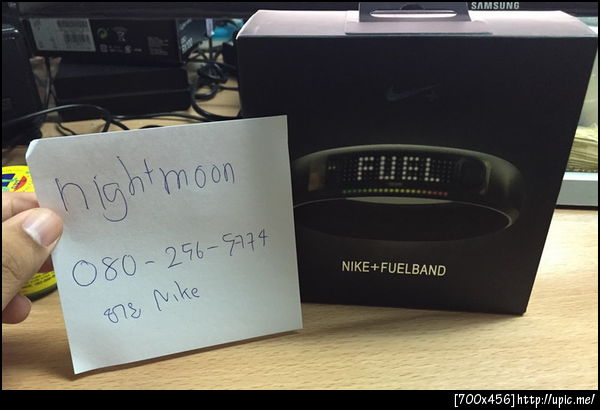 SAMSUNG
nightmoon
080-256-5774
ขาย Nike
FUEL
NIKE+FUELBAND
[700x456]http://upic.me/